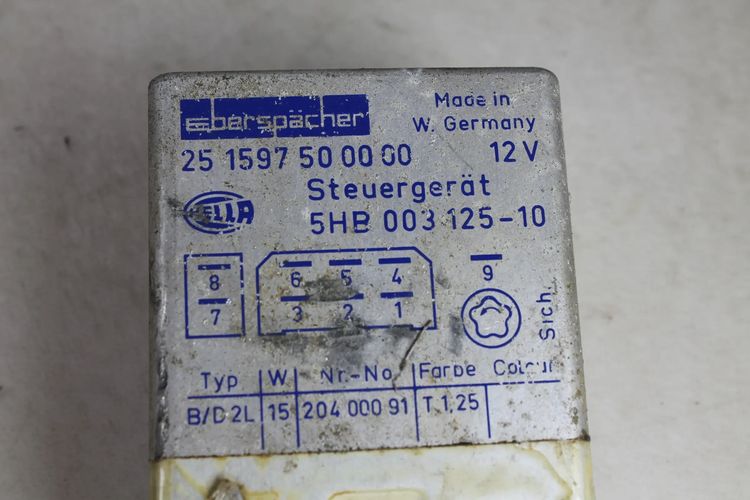 Eberspächer
Made in
W. Germany
25 1597 50 00 00
12 V
Steuergerät
HELLA
5HB 003 125-10
8
6 5 4
9
7
3 2 1
Sich.
Typ W Nr.-No. Farbe Colour
B/D2L 15 204 000 91 T 1.25